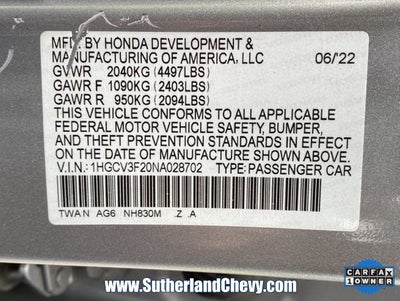 MFD. BY HONDA DEVELOPMENT &
MANUFACTURING OF AMERICA, LLC 06/'22
GVWR 2040KG (4497LBS)
GAWR F 1090KG (2403LBS)
GAWR R 950KG (2094LBS)
THIS VEHICLE CONFORMS TO ALL APPLICABLE
FEDERAL MOTOR VEHICLE SAFETY, BUMPER,
AND THEFT PREVENTION STANDARDS IN EFFECT
ON THE DATE OF MANUFACTURE SHOWN ABOVE.
V.I.N.: 1HGCV3F20NA028702 TYPE: PASSENGER CAR
TWA N AG6 NH830M .Z .A
www.SutherlandChevy.com
CARFAX
1 OWNER